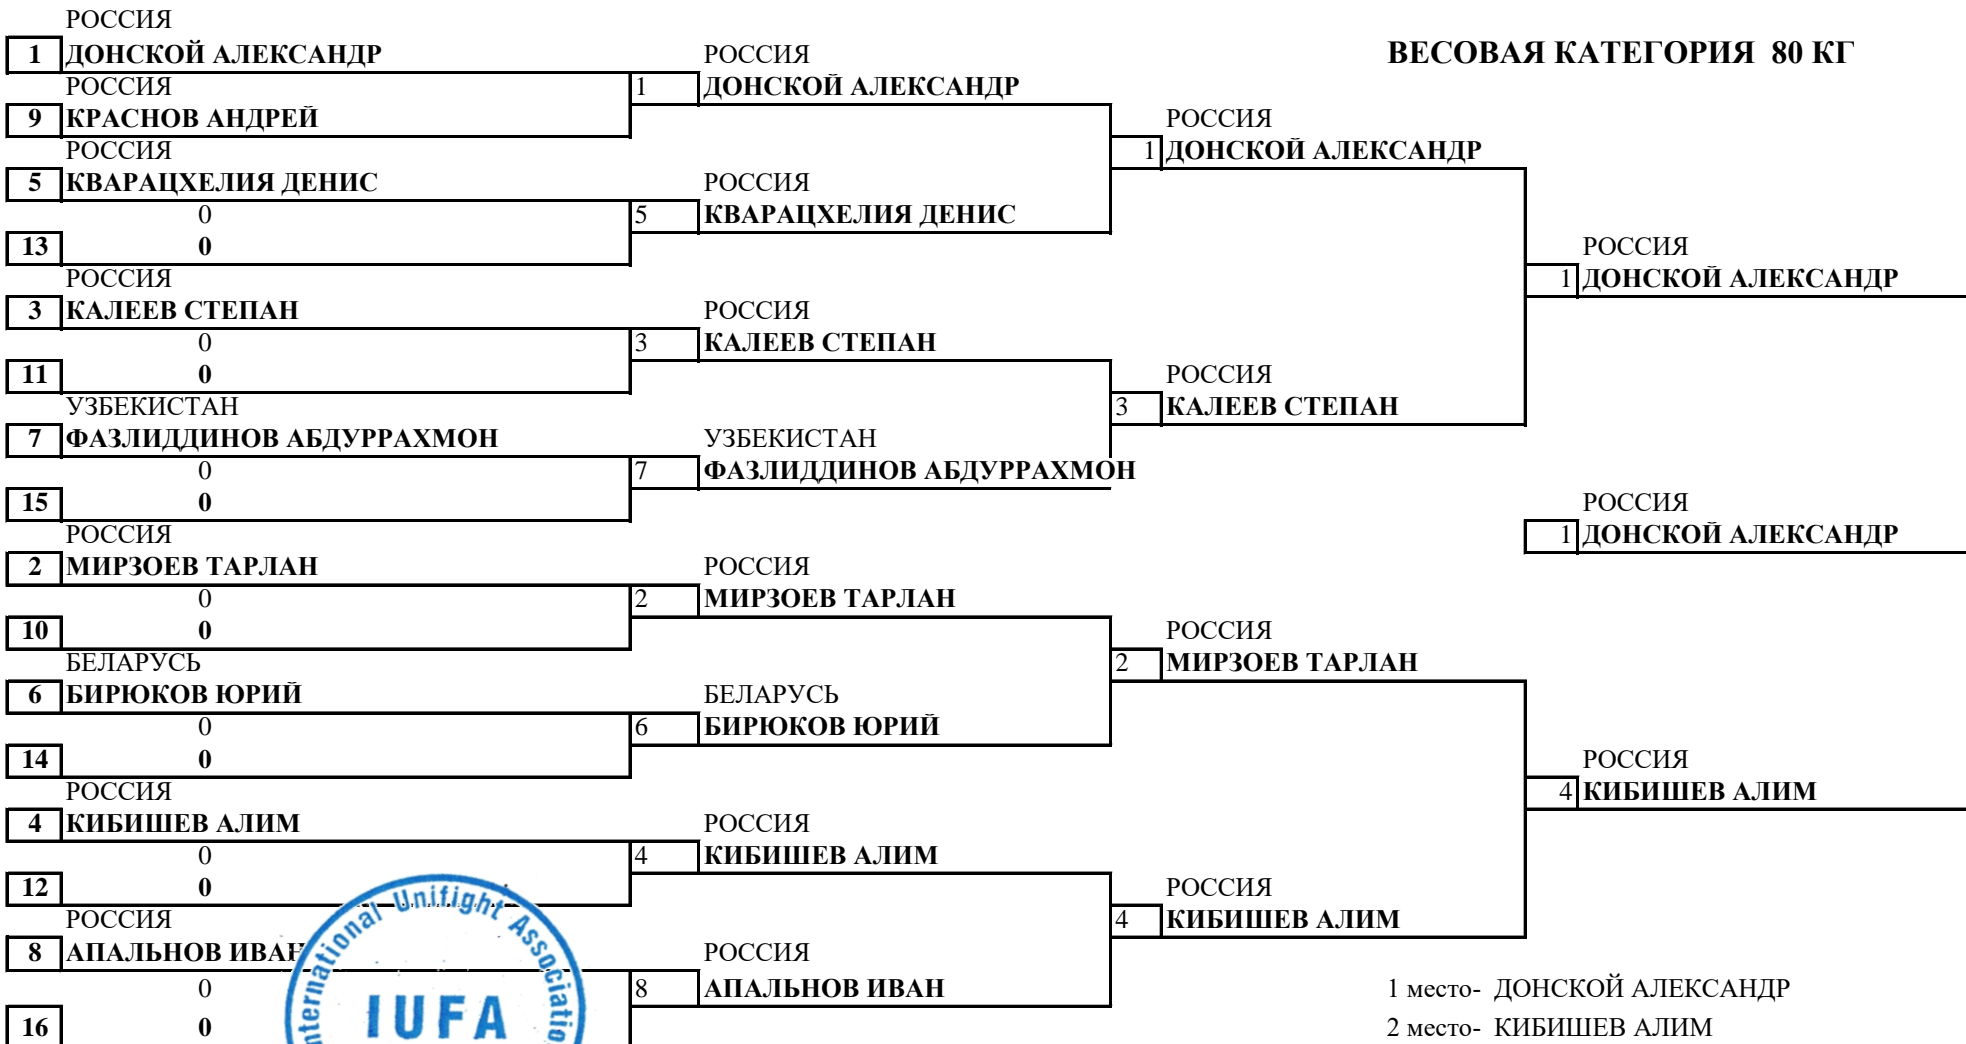 РОССИЯ
1 ДОНСКОЙ АЛЕКСАНДР
РОССИЯ
9 КРАСНОВ АНДРЕЙ
РОССИЯ
5 КВАРАЦХЕЛИЯ ДЕНИС
0
13 0
РОССИЯ
3 КАЛЕЕВ СТЕПАН
0
11 0
УЗБЕКИСТАН
7 ФАЗЛИДДИНОВ АБДУРРАХМОН
0
15 0
РОССИЯ
2 МИРЗОЕВ ТАРЛАН
0
10 0
БЕЛАРУСЬ
6 БИРЮКОВ ЮРИЙ
0
14 0
РОССИЯ
4 КИБИШЕВ АЛИМ
0
12 0
РОССИЯ
8 АПАЛЬНОВ ИВАН
0
16 0
РОССИЯ
1 ДОНСКОЙ АЛЕКСАНДР
РОССИЯ
5 КВАРАЦХЕЛИЯ ДЕНИС
РОССИЯ
3 КАЛЕЕВ СТЕПАН
УЗБЕКИСТАН
7 ФАЗЛИДДИНОВ АБДУРРАХМОН
РОССИЯ
2 МИРЗОЕВ ТАРЛАН
БЕЛАРУСЬ
6 БИРЮКОВ ЮРИЙ
РОССИЯ
4 КИБИШЕВ АЛИМ
РОССИЯ
8 АПАЛЬНОВ ИВАН
ВЕСОВАЯ КАТЕГОРИЯ 80 КГ
РОССИЯ
1 ДОНСКОЙ АЛЕКСАНДР
РОССИЯ
3 КАЛЕЕВ СТЕПАН
РОССИЯ
2 МИРЗОЕВ ТАРЛАН
РОССИЯ
4 КИБИШЕВ АЛИМ
РОССИЯ
1 ДОНСКОЙ АЛЕКСАНДР
РОССИЯ
1 ДОНСКОЙ АЛЕКСАНДР
РОССИЯ
4 КИБИШЕВ АЛИМ
1 место- ДОНСКОЙ АЛЕКСАНДР
2 место- КИБИШЕВ АЛИМ
nternational Unifight Associatio
IUFA